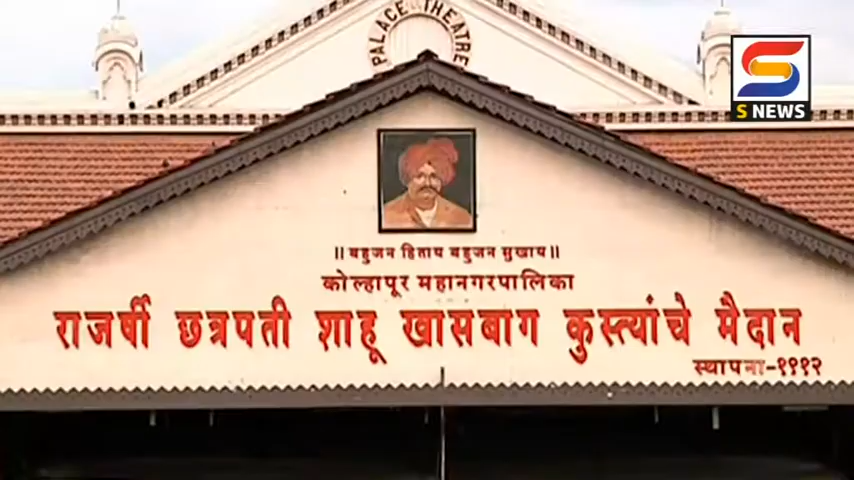 PALACE THEATRE
S NEWS
॥ बहुजन हिताय बहुजन सुखाय ॥
कोल्हापूर महानगरपालिका
राजर्षी छत्रपती शाहू खासबाग कुस्त्यांचे मैदान
स्थापना-१९१२